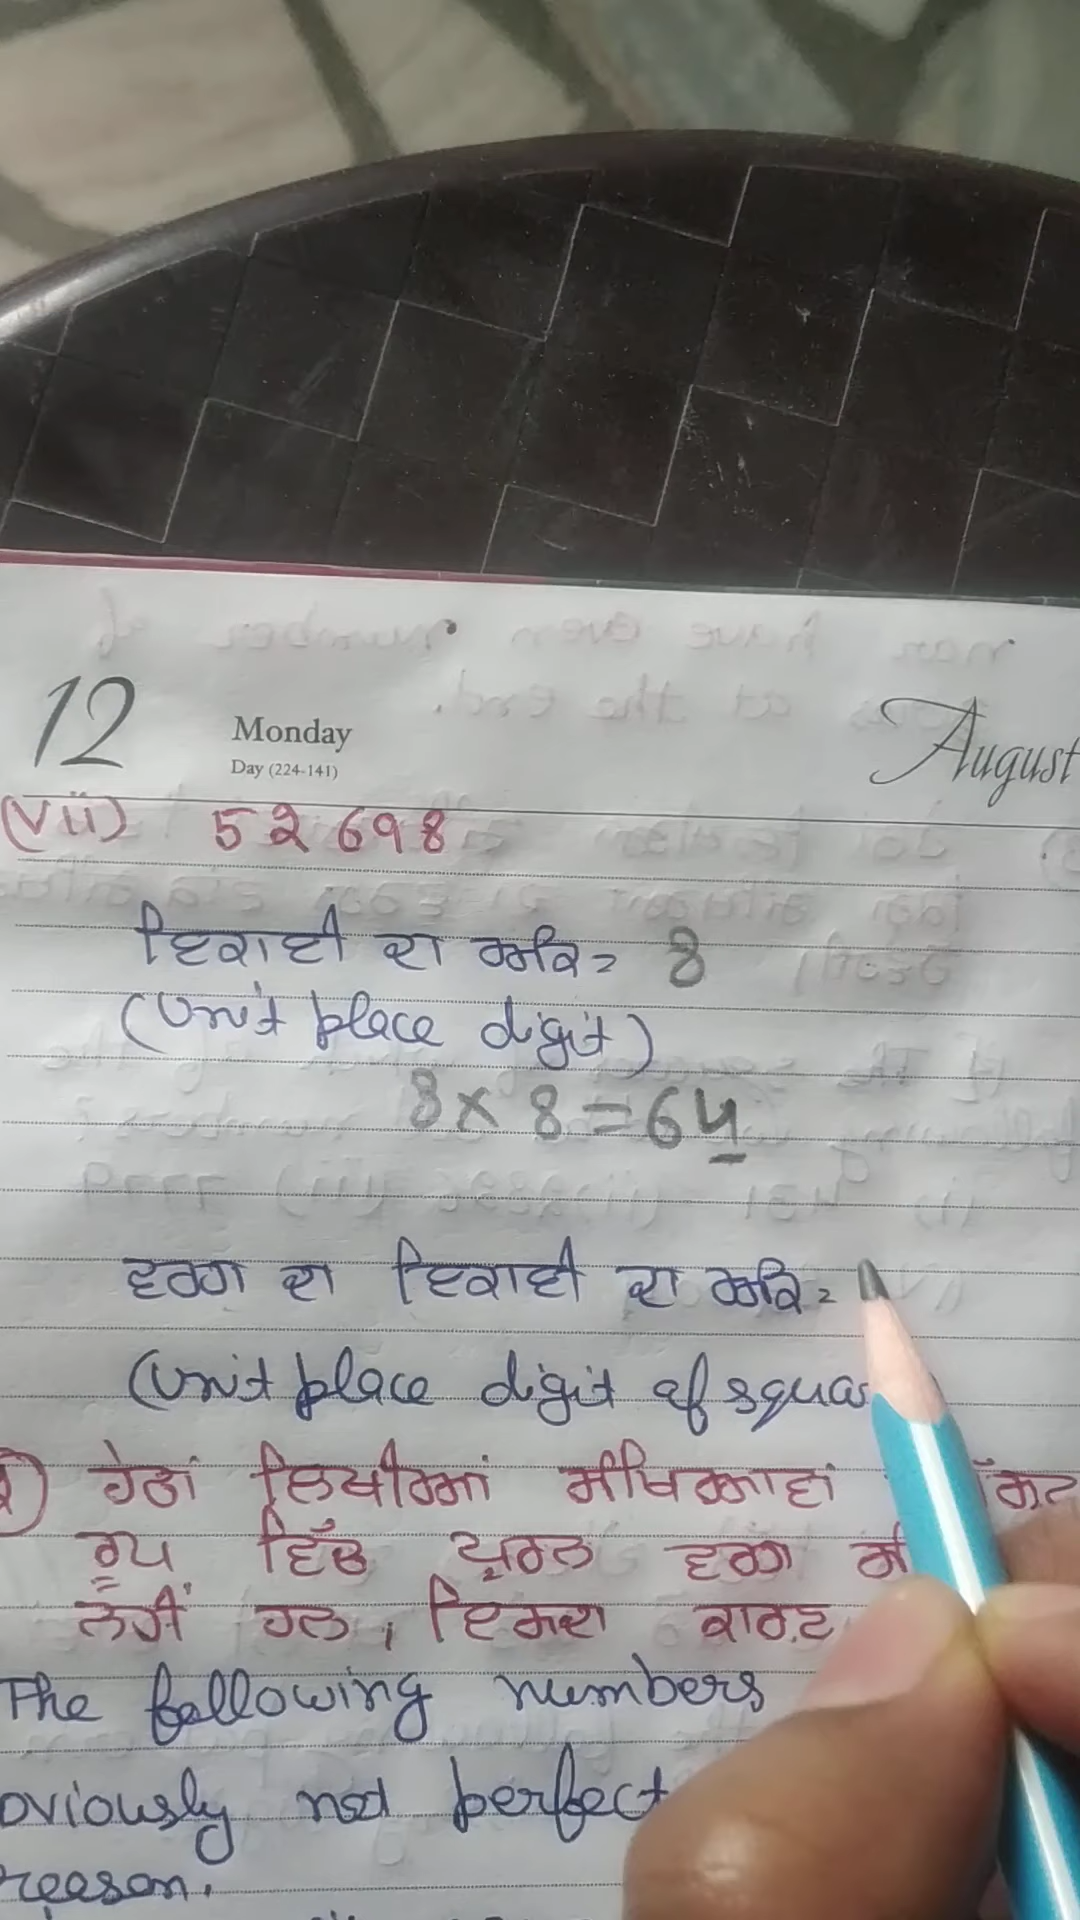 12 Monday August
Day (224-141)
(vii) 52698
ਇਕਾਈ ਦਾ ਅੰਕ = 8
(Unit place digit)
8 × 8 = 64
ਵਰਗ ਦਾ ਇਕਾਈ ਦਾ ਅੰਕ =
(Unit place digit of squa
ਹੇਠਾਂ ਲਿਖੀਆਂ ਸੰਖਿਆਵਾਂ
ਰੂਪ ਵਿੱਚ ਪੂਰਨ ਵਰਗ
ਨਹੀਂ ਹਨ, ਇਸਦਾ ਕਾਰਣ
The following numbers
oviously not perfect
reason.